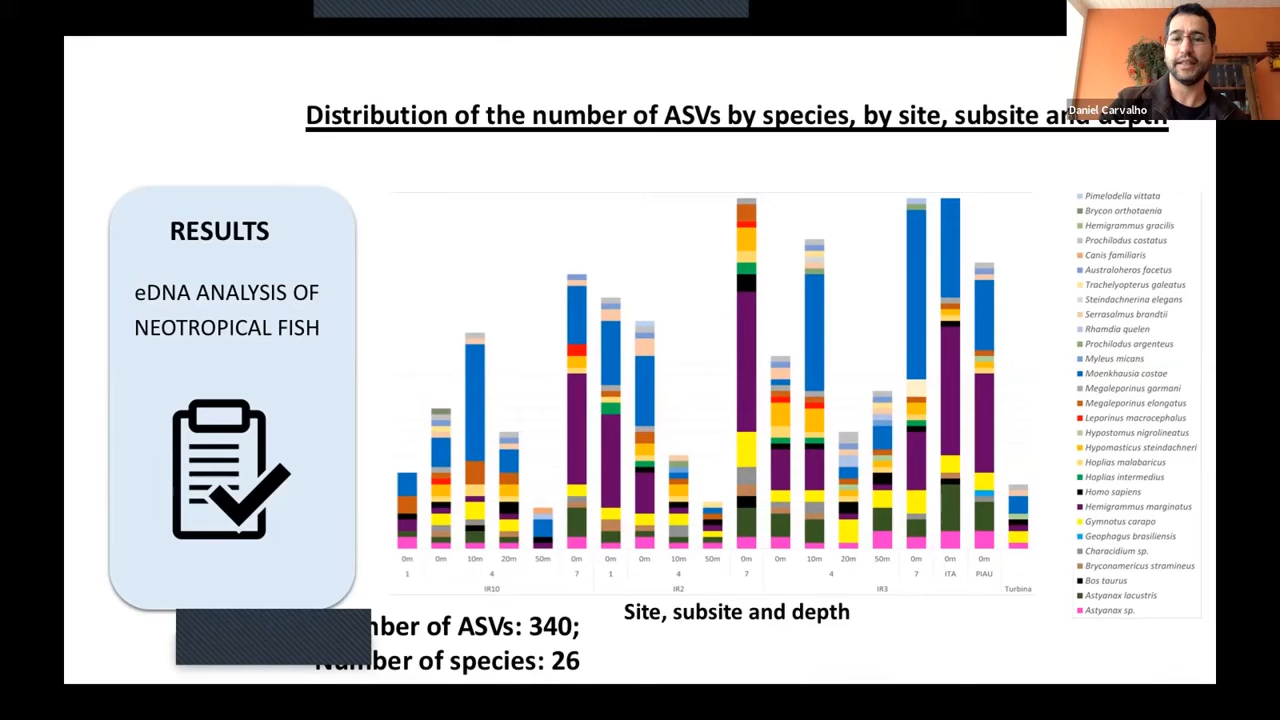 Daniel Carvalho
Distribution of the number of ASVs by species, by site, subsite and depth
RESULTS
eDNA ANALYSIS OF
NEOTROPICAL FISH
Pimelodella vittata
Brycon orthotaenia
Hemigrammus gracilis
Prochilodus costatus
Canis familiaris
Australoheros facetus
Trachelyopterus galeatus
Steindachnerina elegans
Serrasalmus brandtii
Rhamdia quelen
Prochilodus argenteus
Myleus micans
Moenkhausia costae
Megaleporinus garmani
Megaleporinus elongatus
Leporinus macrocephalus
Hypostomus nigrolineatus
Hypomasticus steindachneri
Hoplias malabaricus
Hoplias intermedius
Homo sapiens
Hemigrammus marginatus
Gymnotus carapo
Geophagus brasiliensis
Characidium sp.
Bryconamericus stramineus
Bos taurus
Astyanax lacustris
Astyanax sp.
0m 0m 10m 20m 50m 0m 0m 0m 10m 50m 0m 0m 10m 20m 50m 0m 0m 0m
1 4 7 1 4 7 4 7 ITA PIAU
IR10 IR2 IR3 Turbina
Site, subsite and depth
mber of ASVs: 340;
Number of species: 26